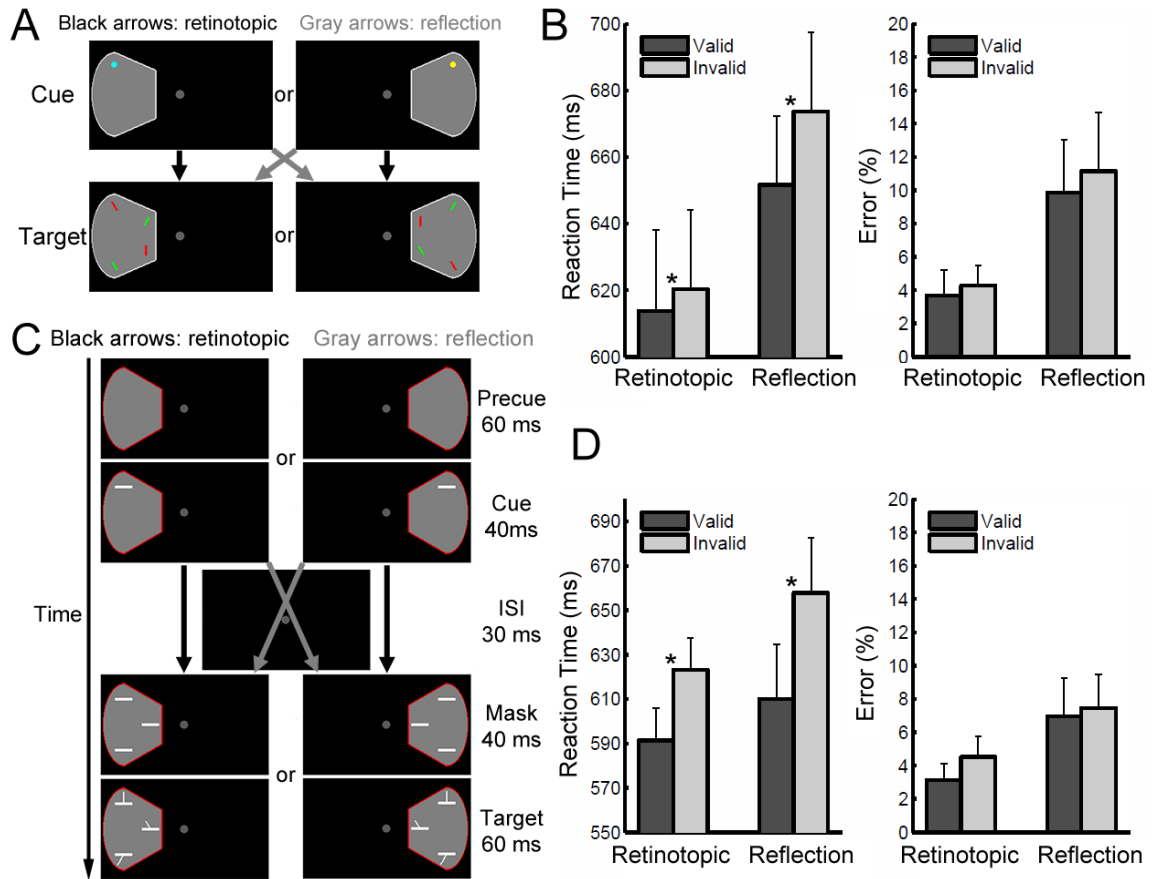 A
Black arrows: retinotopic Gray arrows: reflection
Cue
or
Target
or
B
Reaction Time (ms)
700
680
660
640
620
600
Valid
Invalid
*
*
Retinotopic Reflection
Error (%)
20
18
16
14
12
10
8
6
4
2
0
Valid
Invalid
Retinotopic Reflection
C
Black arrows: retinotopic Gray arrows: reflection
Time
Precue
60 ms
or
Cue
40ms
ISI
30 ms
Mask
40 ms
or
Target
60 ms
D
Reaction Time (ms)
690
670
650
630
610
590
570
550
Valid
Invalid
*
*
Retinotopic Reflection
Error (%)
20
18
16
14
12
10
8
6
4
2
0
Valid
Invalid
Retinotopic Reflection